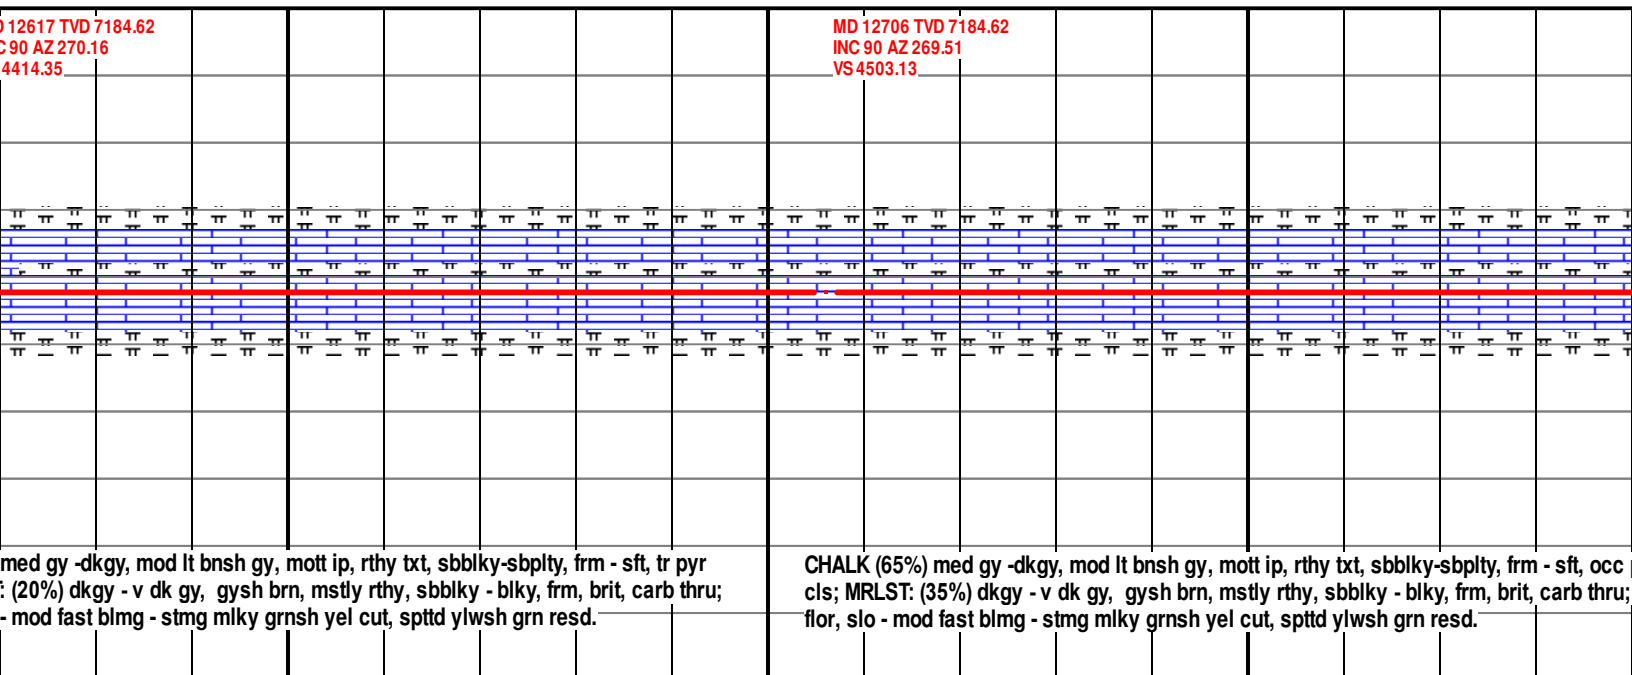 12617 TVD 7184.62
90 AZ 270.16
4414.35
MD 12706 TVD 7184.62
INC 90 AZ 269.51
VS 4503.13
med gy -dkgy, mod lt bnsh gy, mott ip, rthy txt, sbblky-sbplty, frm - sft, tr pyr
: (20%) dkgy - v dk gy, gysh brn, mstly rthy, sbblky - blky, frm, brit, carb thru;
- mod fast blmg - stmg mlky grnsh yel cut, spttd ylwsh grn resd.
CHALK (65%) med gy -dkgy, mod lt bnsh gy, mott ip, rthy txt, sbblky-sbplty, frm - sft, occ
cls; MRLST: (35%) dkgy - v dk gy, gysh brn, mstly rthy, sbblky - blky, frm, brit, carb thru;
flor, slo - mod fast blmg - stmg mlky grnsh yel cut, spttd ylwsh grn resd.